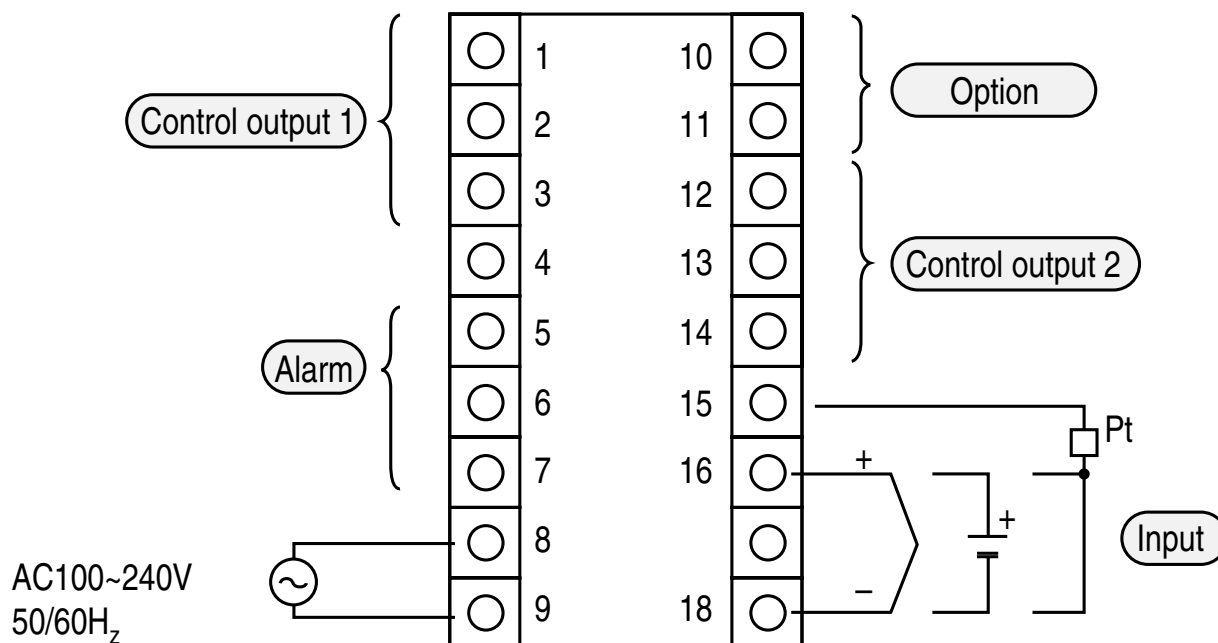 1
10
Option
Control output 1
2
11
3
12
4
13
Control output 2
5
14
Alarm
6
15
Pt
7
16
+
+
8
Input
AC100~240V
50/60Hz
9
18
−